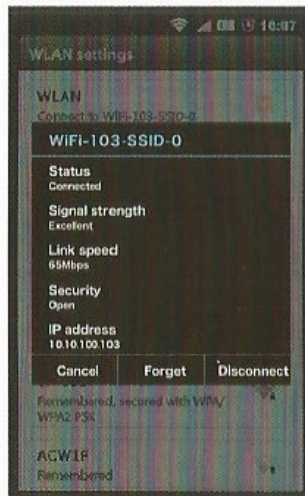 16:07
WLAN settings
WLAN
Connect to WiFi-103-SSID-0
WiFi-103-SSID-0
Status
Connected
Signal strength
Excellent
Link speed
65Mbps
Security
Open
IP address
10.10.100.103
Cancel Forget Disconnect
Remembered, secured with WPA/
WPA2 PSK
ACW1F
Remembered